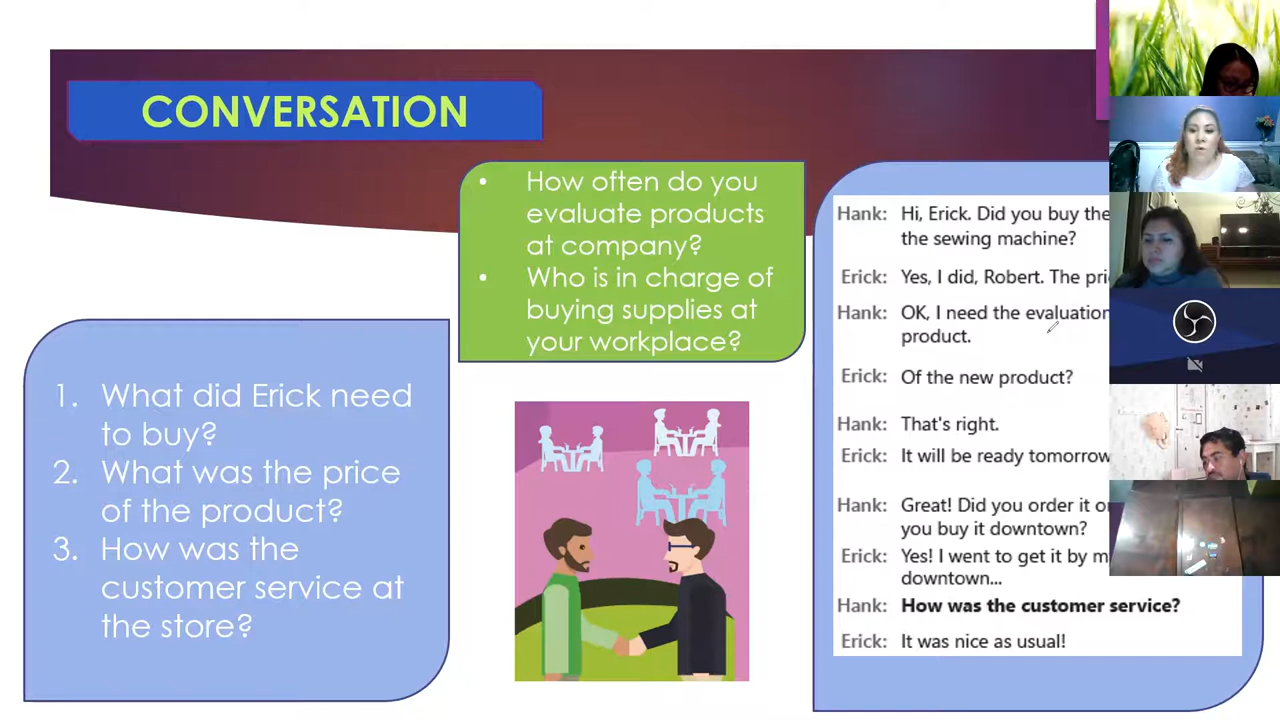 CONVERSATION
• How often do you
evaluate products
at company?
• Who is in charge of
buying supplies at
your workplace?
1. What did Erick need
to buy?
2. What was the price
of the product?
3. How was the
customer service at
the store?
Hank: Hi, Erick. Did you buy the
the sewing machine?
Erick: Yes, I did, Robert. The
Hank: OK, I need the evaluation
product.
Erick: Of the new product?
Hank: That's right.
Erick: It will be ready tomorrow
Hank: Great! Did you order it
you buy it downtown?
Erick: Yes! I went to get it by
downtown...
Hank: How was the customer service?
Erick: It was nice as usual!